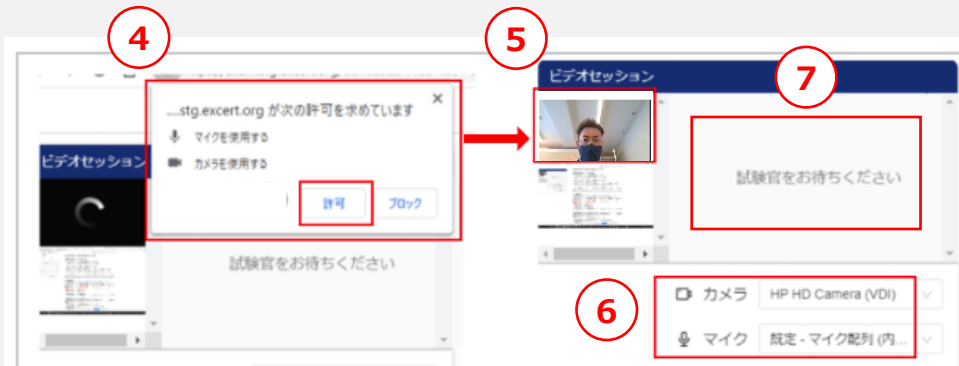 ④
....stg.excert.org が次の許可を求めています
マイクを使用する
カメラを使用する
許可
ブロック
ビデオセッション
試験官をお待ちください
⑤
ビデオセッション
⑦
試験官をお待ちください
⑥
カメラ HP HD Camera (VDI)
マイク 既定 - マイク配列 (内...